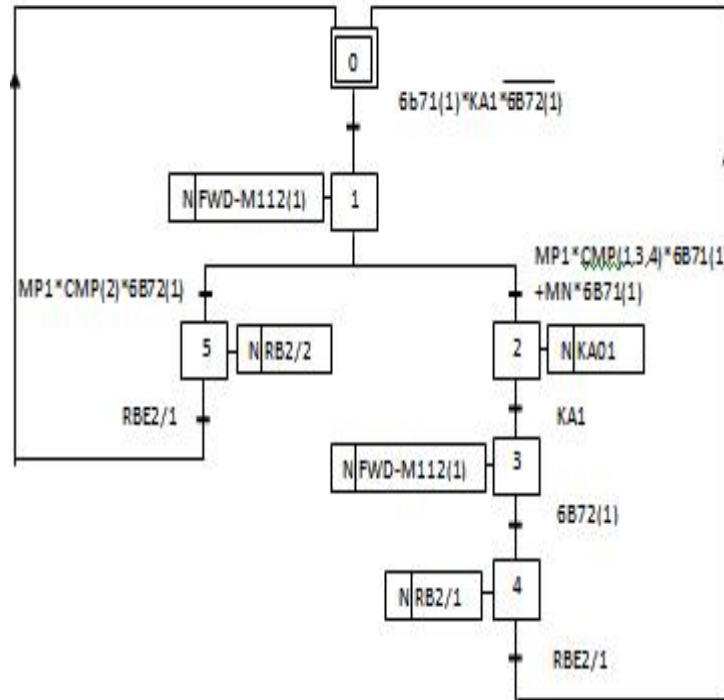 0
6b71(1)*KA1*6B72(1)
N FWD-M112(1)
1
MP1*CMP(2)*6B72(1)
MP1*CMP(1,3,4)*6B71(1)
+MN*6B71(1)
5
N RB2/2
2
N KA01
RBE2/1
KA1
N FWD-M112(1)
3
6B72(1)
N RB2/1
4
RBE2/1